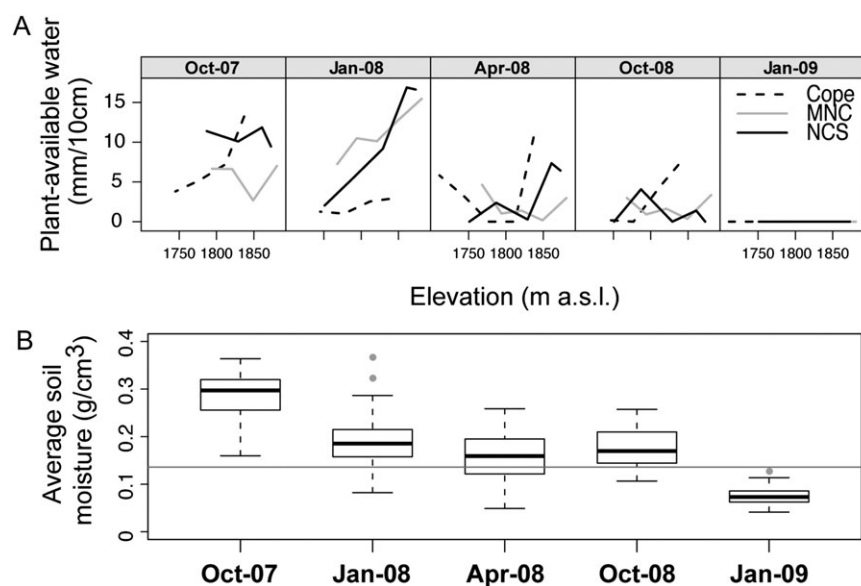 A
Plant-available water
(mm/10cm)
Oct-07 Jan-08 Apr-08 Oct-08 Jan-09
15
10
5
0
Cope
MNC
NCS
1750 1800 1850 1750 1800 1850 1750 1800 1850
Elevation (m a.s.l.)
B
Average soil
moisture (g/cm³)
0.4
0.3
0.2
0.1
0
Oct-07 Jan-08 Apr-08 Oct-08 Jan-09